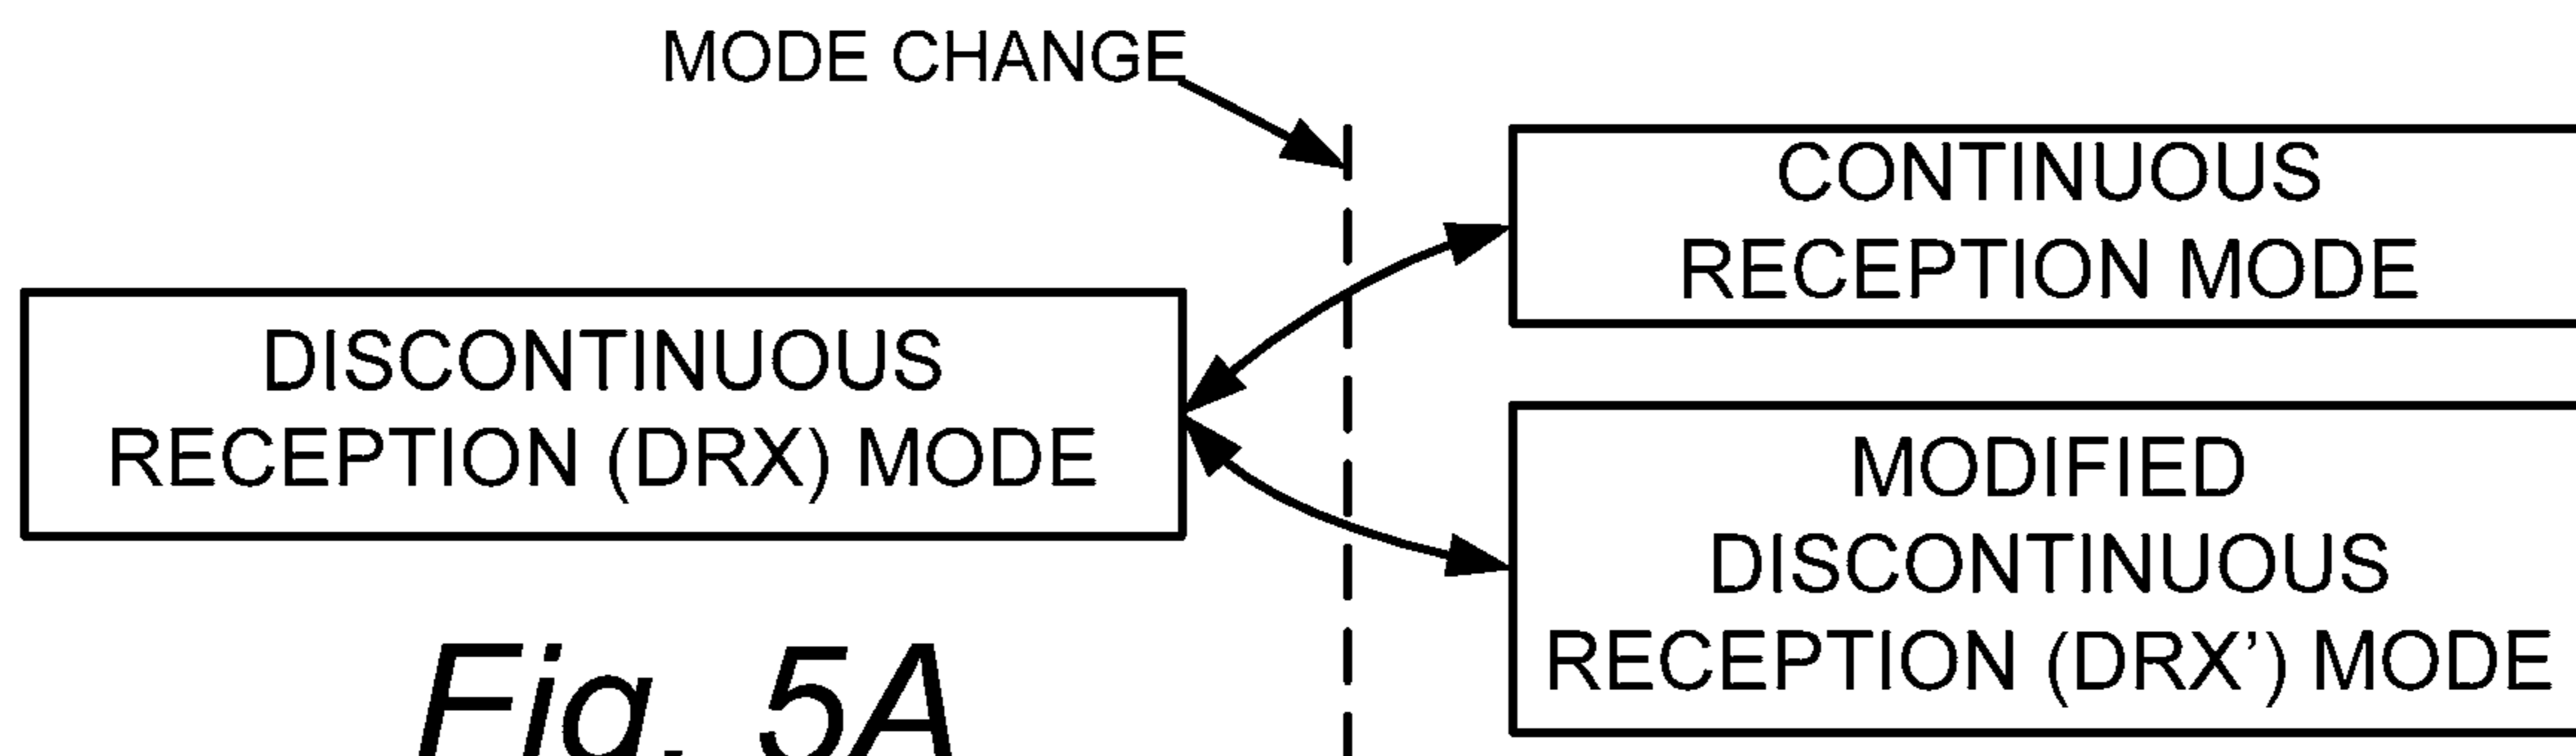 MODE CHANGE
CONTINUOUS
RECEPTION MODE
DISCONTINUOUS
RECEPTION (DRX) MODE
MODIFIED
DISCONTINUOUS
RECEPTION (DRX’) MODE
Fig. 5A